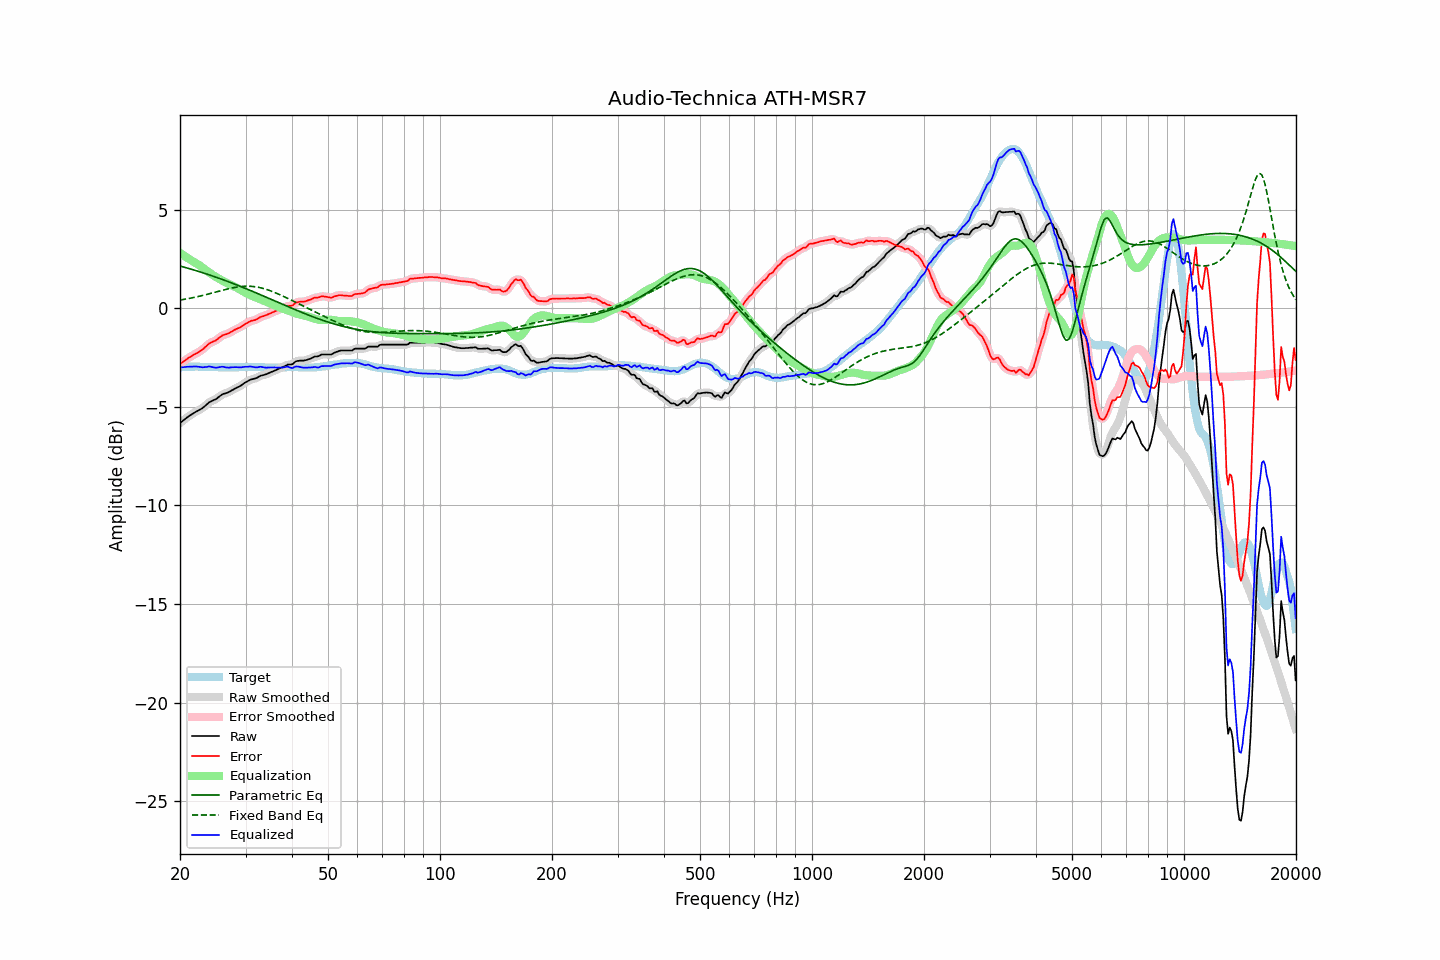 Audio-Technica ATH-MSR7
Amplitude (dBr)
5
0
−5
−10
−15
−20
−25
Target
Raw Smoothed
Error Smoothed
Raw
Error
Equalization
Parametric Eq
Fixed Band Eq
Equalized
20 50 100 200 500 1000 2000 5000 10000 20000
Frequency (Hz)